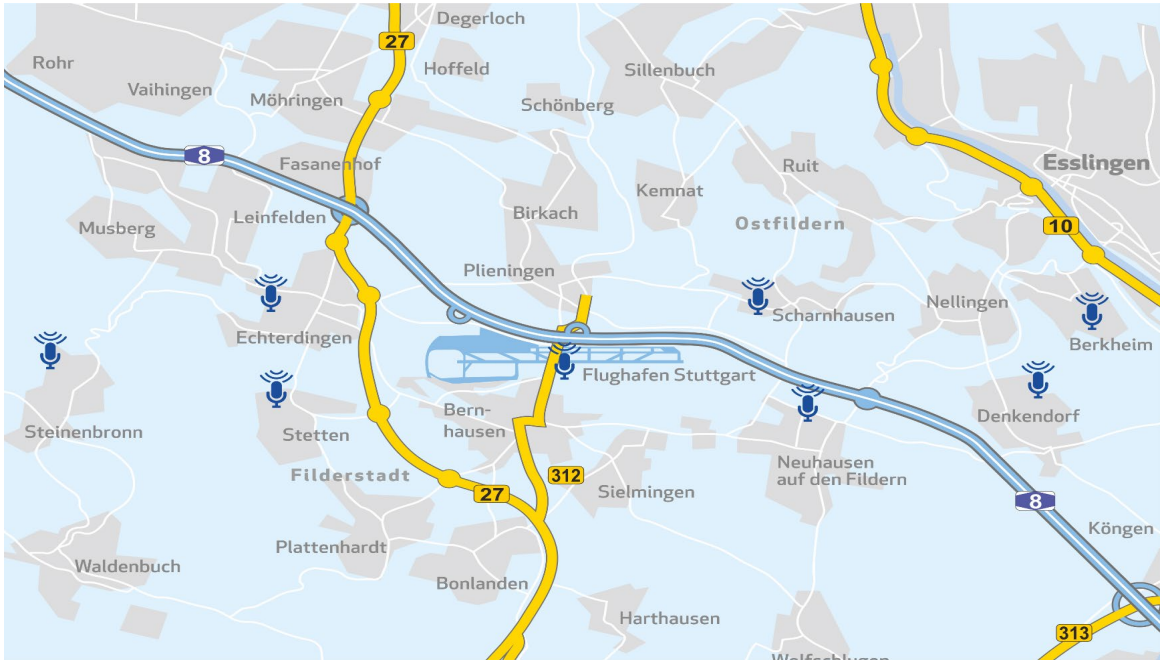 Degerloch
27
Rohr
Hoffeld
Sillenbuch
Vaihingen
Möhringen
Schönberg
8
Fasanenhof
Ruit
Esslingen
Kemnat
Leinfelden
Birkach
Musberg
Ostfildern
10
Plieningen
Nellingen
Scharnhausen
Echterdingen
Berkheim
Flughafen Stuttgart
Bern-
hausen
Denkendorf
Steinenbronn
Stetten
Neuhausen
auf den Fildern
Filderstadt
312
27
Sielmingen
8
Köngen
Plattenhardt
Waldenbuch
Bonlanden
Harthausen
313
Wolfschlugen